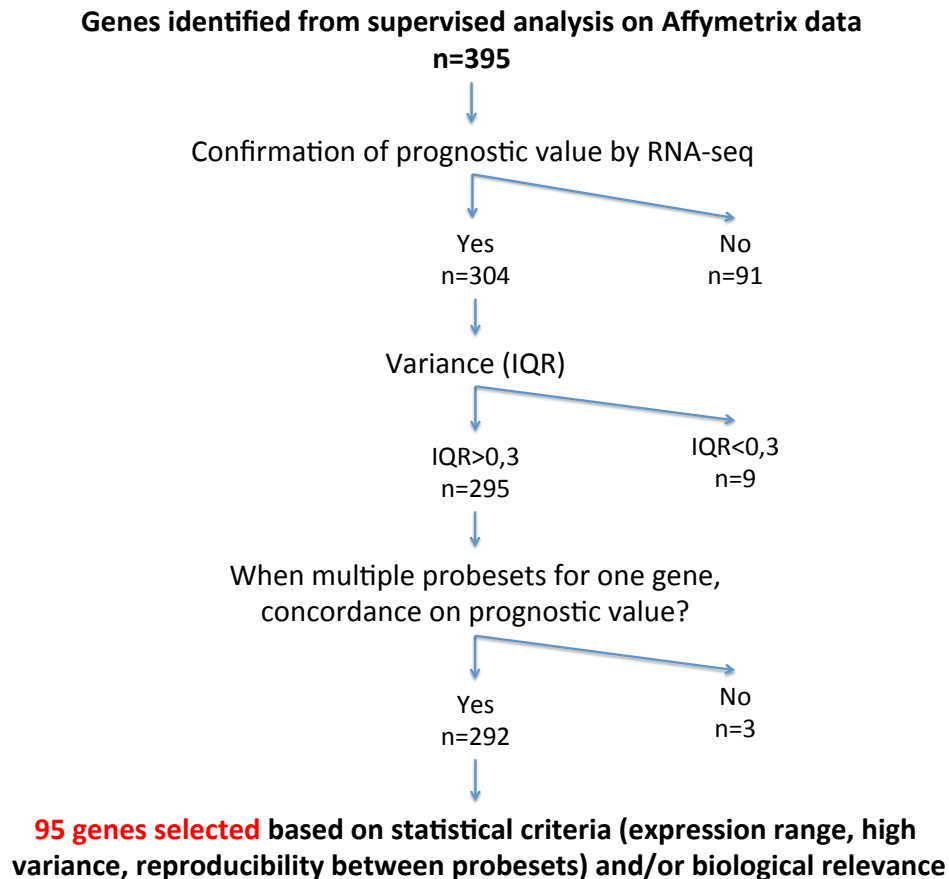 Genes identified from supervised analysis on Affymetrix data
n=395
Confirmation of prognostic value by RNA-seq
Yes
n=304
No
n=91
Variance (IQR)
IQR>0,3
n=295
IQR<0,3
n=9
When multiple probesets for one gene,
concordance on prognostic value?
Yes
n=292
No
n=3
95 genes selected based on statistical criteria (expression range, high
variance, reproducibility between probesets) and/or biological relevance